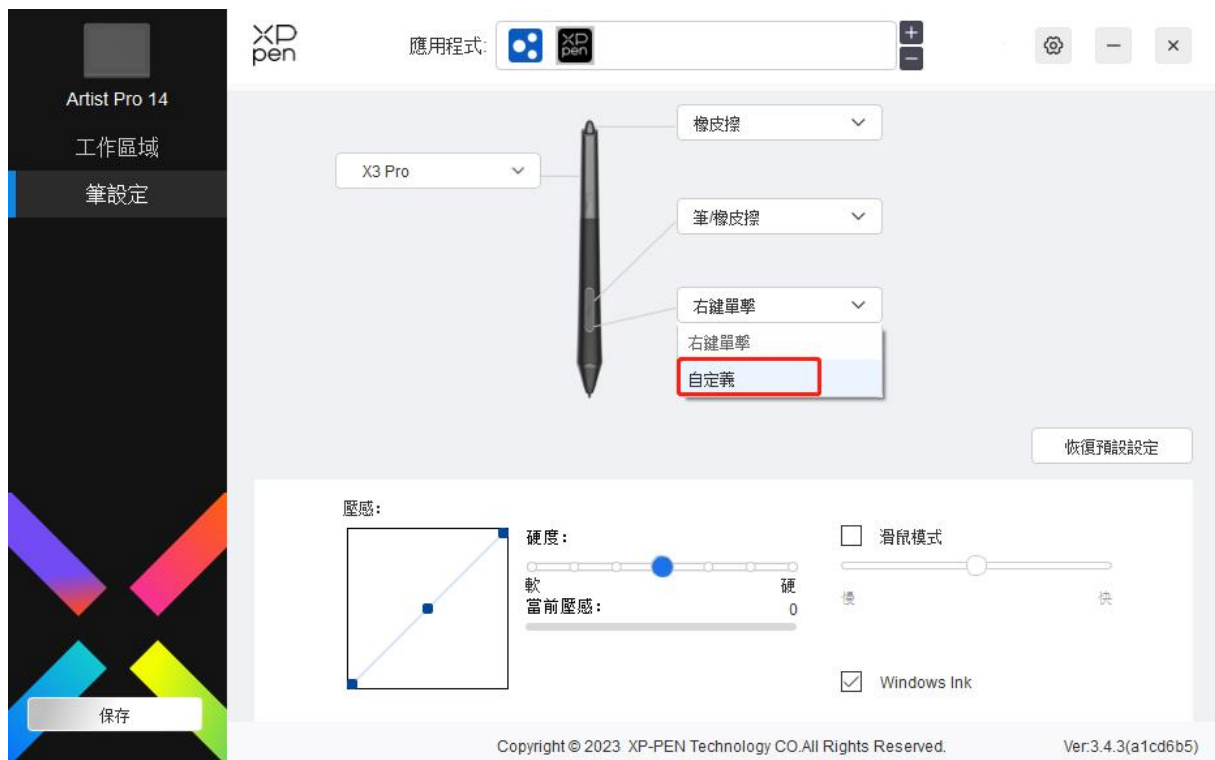 XP
pen
應用程式:
XP
pen
Artist Pro 14
工作區域
筆設定
橡皮擦
X3 Pro
筆/橡皮擦
右鍵單擊
右鍵單擊
自定義
恢復預設設定
壓感:
硬度:
軟 硬
當前壓感: 0
滑鼠模式
慢 快
Windows Ink
保存
Copyright © 2023 XP-PEN Technology CO.All Rights Reserved.
Ver:3.4.3(a1cd6b5)